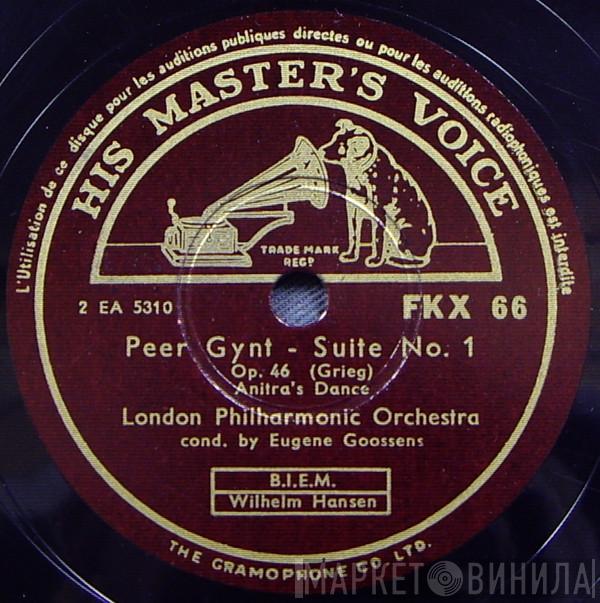 L'Utilisation de ce disque pour les auditions publiques directes ou pour les auditions radiophoniques est interdite
HIS MASTER'S VOICE
TRADE MARK
REGD
2 EA 5310
FKX 66
Peer Gynt - Suite No. 1
Op. 46 (Grieg)
Anitra's Dance
London Philharmonic Orchestra
cond. by Eugene Goossens
B.I.E.M.
Wilhelm Hansen
THE GRAMOPHONE CO. LTD.
МАРКЕТ ВИНИЛА